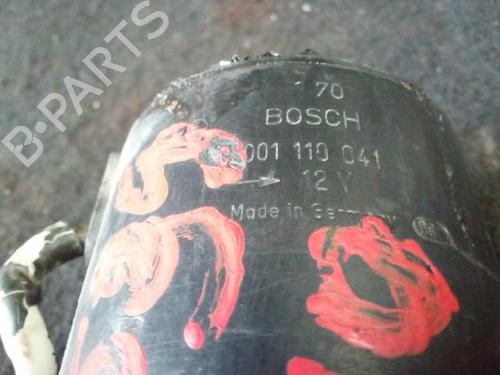 B-PARTS
170
BOSCH
001 110 041
12 V
Made in Germany